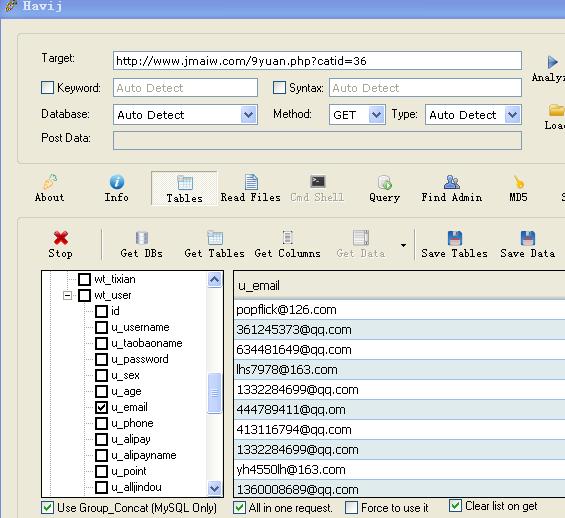 Havij
Target: http://www.jmaiw.com/9yuan.php?catid=36
Keyword: Auto Detect Syntax: Auto Detect
Analyz
Database: Auto Detect Method: GET Type: Auto Detect
Loa
Post Data:
About Info Tables Read Files Cmd Shell Query Find Admin MD5 S
Stop Get DBs Get Tables Get Columns Get Data Save Tables Save Data
wt_tixian
wt_user
id
u_username
u_taobaoname
u_password
u_sex
u_age
u_email
u_phone
u_alipay
u_alipayname
u_point
u_alljindou
u_email
popflick@126.com
361245373@qq.com
634481649@qq.com
lhs7978@163.com
1332284699@qq.com
444789411@qq.om
413116794@qq.com
1332284699@qq.com
yh4550lh@163.com
1360008689@qq.com
Use Group_Concat (MySQL Only) All in one request. Force to use it Clear list on get